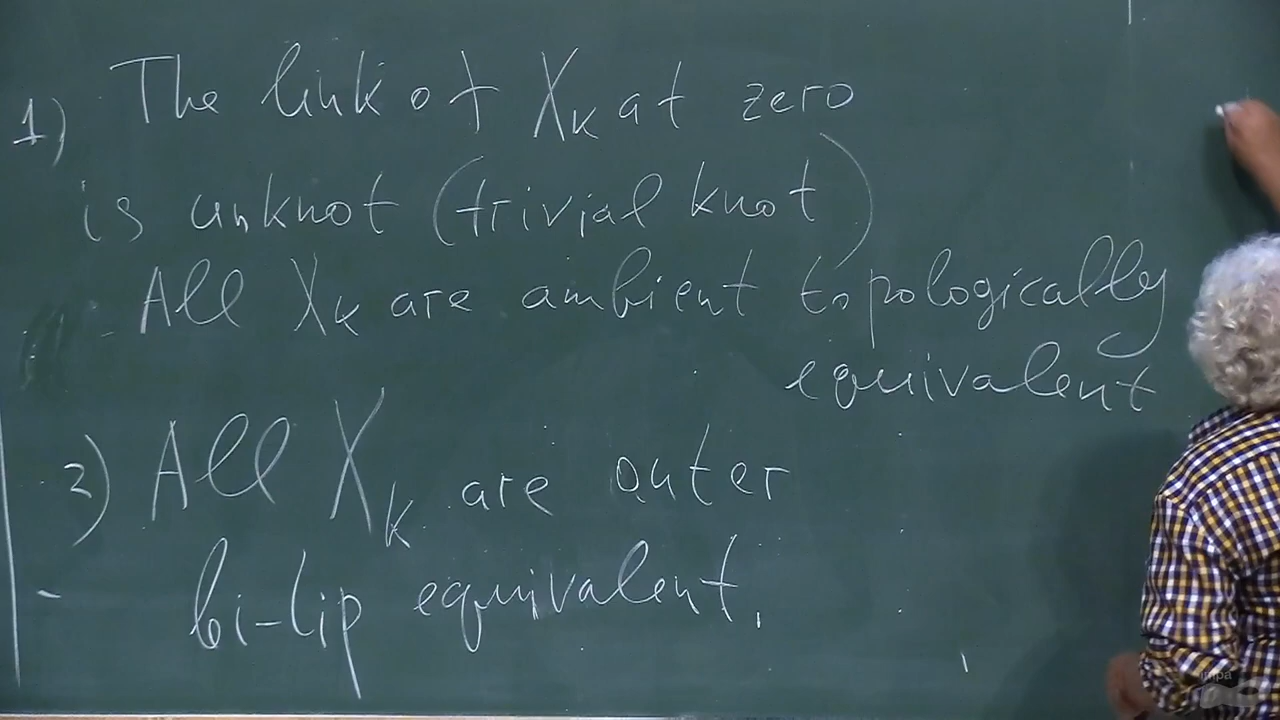 1) The link of X_K at zero
is unknot (trivial knot)
All X_K are ambient topologically
equivalent
2) All X_K are outer
bi-Lip equivalent.
impa